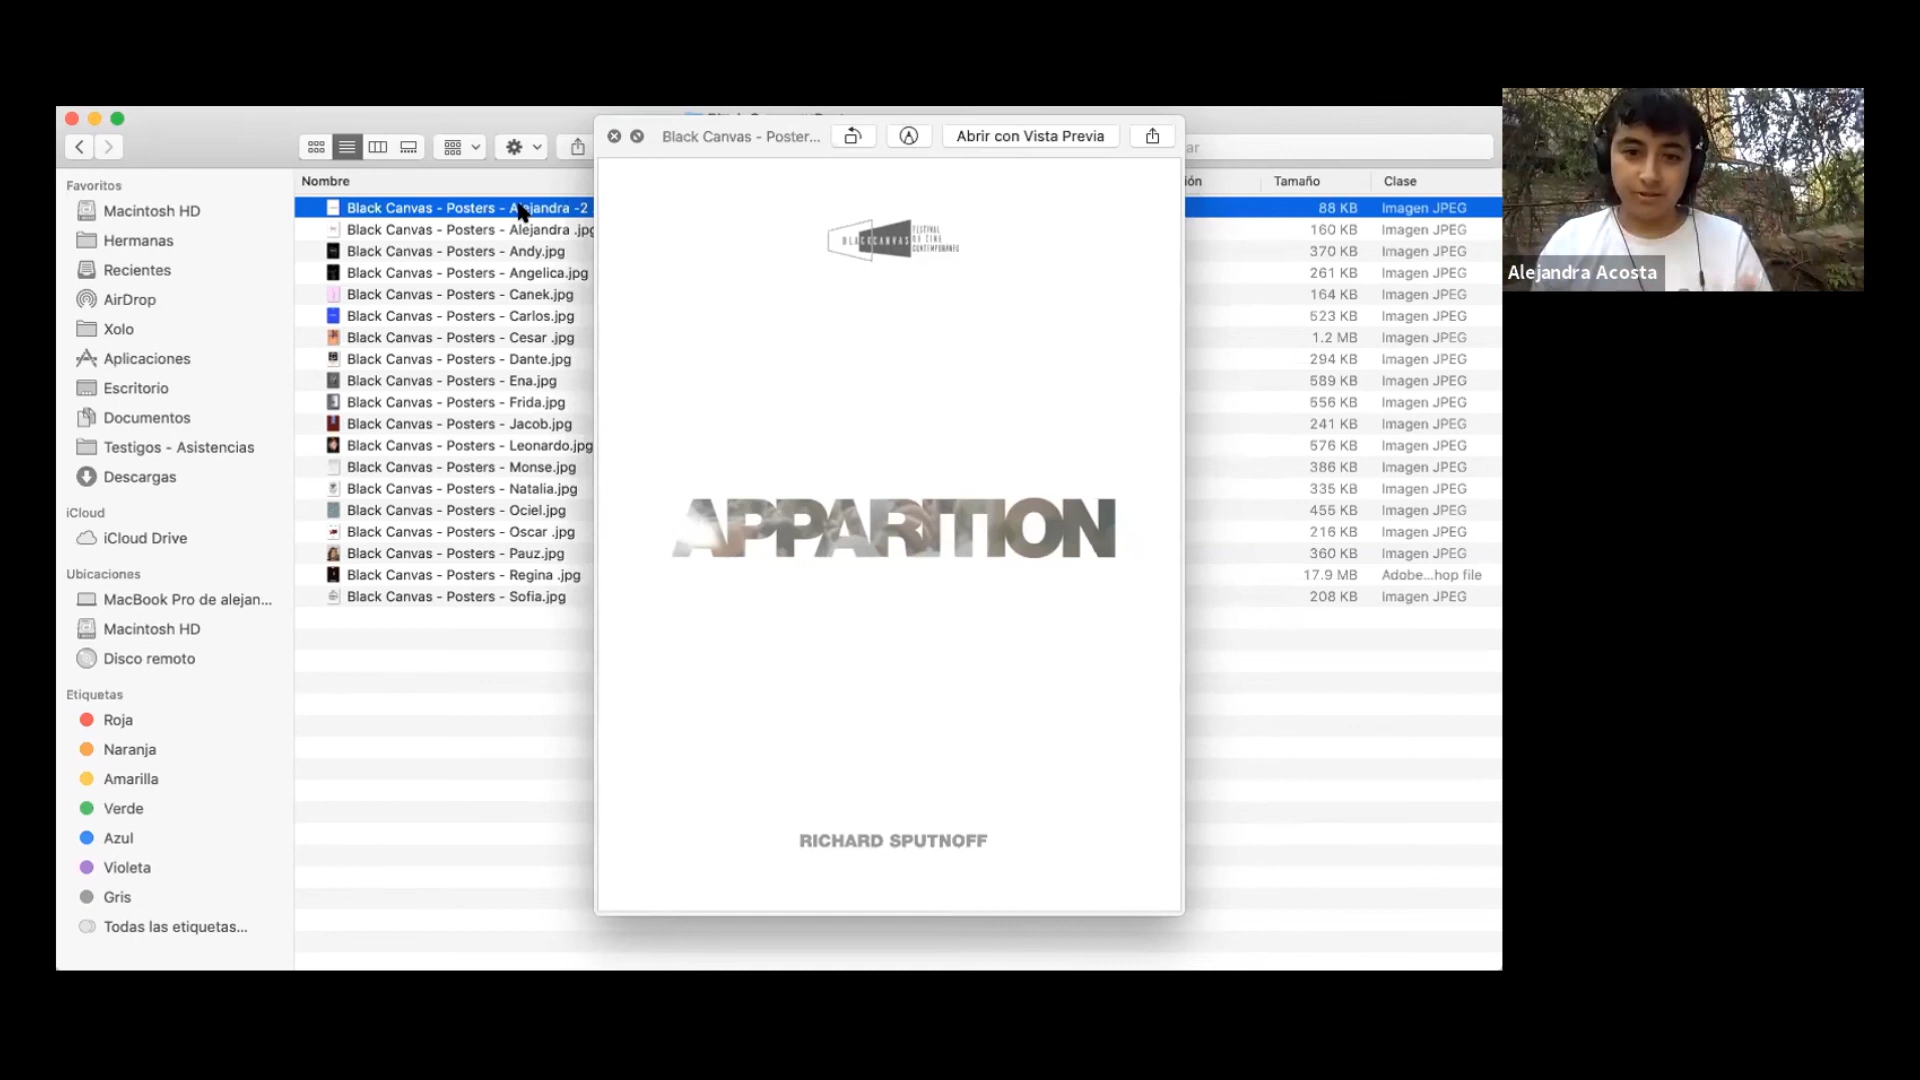 Black Canvas - Poster...
Abrir con Vista Previa
ar
Favoritos
Macintosh HD
Hermanas
Recientes
AirDrop
Xolo
Aplicaciones
Escritorio
Documentos
Testigos - Asistencias
Descargas
iCloud
iCloud Drive
Ubicaciones
MacBook Pro de alejan...
Macintosh HD
Disco remoto
Etiquetas
Roja
Naranja
Amarilla
Verde
Azul
Violeta
Gris
Todas las etiquetas...
Nombre ión Tamaño Clase
Black Canvas - Posters - Alejandra -2 88 KB Imagen JPEG
Black Canvas - Posters - Alejandra .jpg 160 KB Imagen JPEG
Black Canvas - Posters - Andy.jpg 370 KB Imagen JPEG
Black Canvas - Posters - Angelica.jpg 261 KB Imagen JPEG
Black Canvas - Posters - Canek.jpg 164 KB Imagen JPEG
Black Canvas - Posters - Carlos.jpg 523 KB Imagen JPEG
Black Canvas - Posters - Cesar .jpg 1.2 MB Imagen JPEG
Black Canvas - Posters - Dante.jpg 294 KB Imagen JPEG
Black Canvas - Posters - Ena.jpg 589 KB Imagen JPEG
Black Canvas - Posters - Frida.jpg 556 KB Imagen JPEG
Black Canvas - Posters - Jacob.jpg 241 KB Imagen JPEG
Black Canvas - Posters - Leonardo.jpg 576 KB Imagen JPEG
Black Canvas - Posters - Monse.jpg 386 KB Imagen JPEG
Black Canvas - Posters - Natalia.jpg 335 KB Imagen JPEG
Black Canvas - Posters - Ociel.jpg 455 KB Imagen JPEG
Black Canvas - Posters - Oscar .jpg 216 KB Imagen JPEG
Black Canvas - Posters - Pauz.jpg 360 KB Imagen JPEG
Black Canvas - Posters - Regina .jpg 17.9 MB Adobe...hop file
Black Canvas - Posters - Sofia.jpg 208 KB Imagen JPEG
BLACKCANVAS
FESTIVAL
DE CINE
CONTEMPORÁNEO
APPARITION
RICHARD SPUTNOFF
Alejandra Acosta